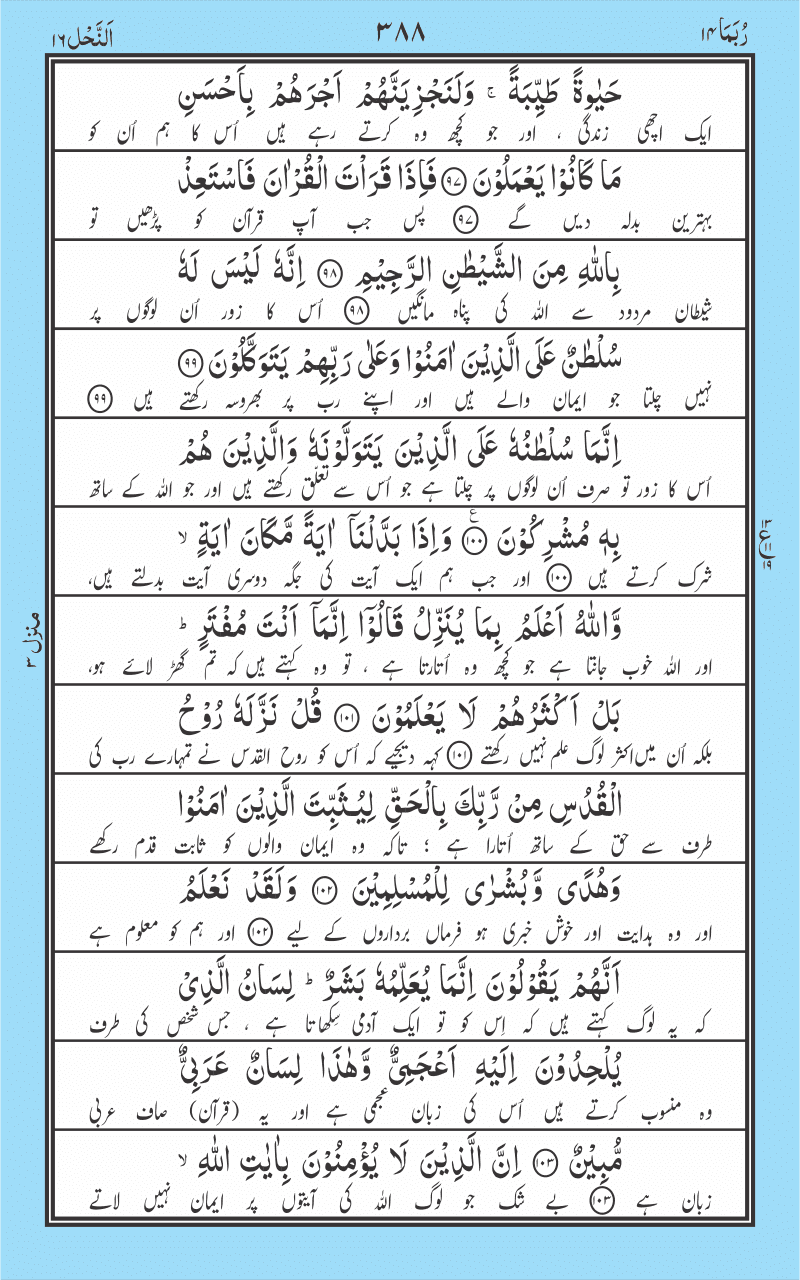 رُبَمَا ۱۴
۳۸۸
اَلنَّحْل ۱۶
حَيٰوةً طَيِّبَةً ۚ وَلَنَجْزِيَنَّهُمْ اَجْرَهُمْ بِاَحْسَنِ
ایک اچھی زندگی ، اور جو کچھ وہ کرتے رہے ہیں اُس کا ہم اُن کو
مَا كَانُوْا يَعْمَلُوْنَ ﴿۹۷﴾ فَاِذَا قَرَاْتَ الْقُرْاٰنَ فَاسْتَعِذْ
بہترین بدلہ دیں گے ﴿۹۷﴾ پس جب آپ قرآن کو پڑھیں تو
بِاللّٰهِ مِنَ الشَّيْطٰنِ الرَّجِيْمِ ﴿۹۸﴾ اِنَّهٗ لَيْسَ لَهٗ
شیطان مردود سے اللہ کی پناہ مانگیں ﴿۹۸﴾ اُس کا زور اُن لوگوں پر
سُلْطٰنٌ عَلَى الَّذِيْنَ اٰمَنُوْا وَعَلٰى رَبِّهِمْ يَتَوَكَّلُوْنَ ﴿۹۹﴾
نہیں چلتا جو ایمان والے ہیں اور اپنے رب پر بھروسہ رکھتے ہیں ﴿۹۹﴾
اِنَّمَا سُلْطٰنُهٗ عَلَى الَّذِيْنَ يَتَوَلَّوْنَهٗ وَالَّذِيْنَ هُمْ
اُس کا زور تو صرف اُن لوگوں پر چلتا ہے جو اُس سے تعلّق رکھتے ہیں اور جو اللہ کے ساتھ
بِهٖ مُشْرِكُوْنَ ﴿۱۰۰﴾ ع وَاِذَا بَدَّلْنَاۤ اٰيَةً مَّكَانَ اٰيَةٍ ۙ
شرک کرتے ہیں ﴿۱۰۰﴾ اور جب ہم ایک آیت کی جگہ دوسری آیت بدلتے ہیں،
وَّاللّٰهُ اَعْلَمُ بِمَا يُنَزِّلُ قَالُوْۤا اِنَّمَاۤ اَنْتَ مُفْتَرٍ ؕ
اور اللہ خوب جانتا ہے جو کچھ وہ اُتارتا ہے ، تو وہ کہتے ہیں کہ تم گھڑ لائے ہو،
بَلْ اَكْثَرُهُمْ لَا يَعْلَمُوْنَ ﴿۱۰۱﴾ قُلْ نَزَّلَهٗ رُوْحُ
بلکہ اُن میں اکثر لوگ علم نہیں رکھتے ﴿۱۰۱﴾ کہہ دیجیے کہ اُس کو روح القدس نے تمہارے رب کی
الْقُدُسِ مِنْ رَّبِّكَ بِالْحَقِّ لِيُثَبِّتَ الَّذِيْنَ اٰمَنُوْا
طرف سے حق کے ساتھ اُتارا ہے ؛ تاکہ وہ ایمان والوں کو ثابت قدم رکھے
وَهُدًى وَّبُشْرٰى لِلْمُسْلِمِيْنَ ﴿۱۰۲﴾ وَلَقَدْ نَعْلَمُ
اور وہ ہدایت اور خوش خبری ہو فرماں برداروں کے لیے ﴿۱۰۲﴾ اور ہم کو معلوم ہے
اَنَّهُمْ يَقُوْلُوْنَ اِنَّمَا يُعَلِّمُهٗ بَشَرٌ ؕ لِسَانُ الَّذِيْ
کہ یہ لوگ کہتے ہیں کہ اِس کو تو ایک آدمی سِکھاتا ہے ، جس شخص کی طرف
يُلْحِدُوْنَ اِلَيْهِ اَعْجَمِيٌّ وَّهٰذَا لِسَانٌ عَرَبِيٌّ
وہ منسوب کرتے ہیں اُس کی زبان عجمی ہے اور یہ (قرآن) صاف عربی
مُّبِيْنٌ ﴿۱۰۳﴾ اِنَّ الَّذِيْنَ لَا يُؤْمِنُوْنَ بِاٰيٰتِ اللّٰهِ ۙ
زبان ہے ﴿۱۰۳﴾ بے شک جو لوگ اللہ کی آیتوں پر ایمان نہیں لاتے
منزل ۳